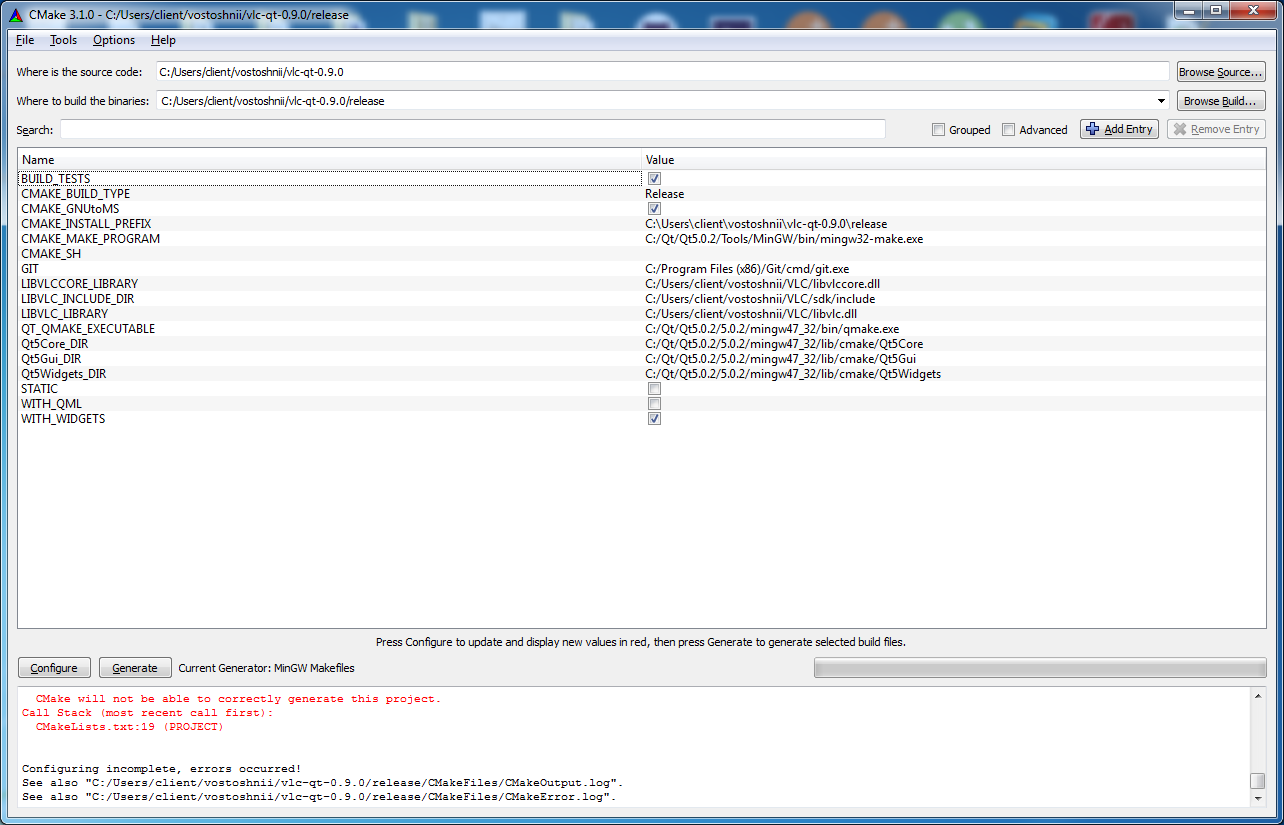 CMake 3.1.0 - C:/Users/client/vostoshnii/vlc-qt-0.9.0/release
File Tools Options Help
Where is the source code: C:/Users/client/vostoshnii/vlc-qt-0.9.0 Browse Source...
Where to build the binaries: C:/Users/client/vostoshnii/vlc-qt-0.9.0/release Browse Build...
Search: Grouped Advanced Add Entry Remove Entry
Name Value
BUILD_TESTS
CMAKE_BUILD_TYPE Release
CMAKE_GNUtoMS
CMAKE_INSTALL_PREFIX C:\Users\client\vostoshnii\vlc-qt-0.9.0\release
CMAKE_MAKE_PROGRAM C:/Qt/Qt5.0.2/Tools/MinGW/bin/mingw32-make.exe
CMAKE_SH
GIT C:/Program Files (x86)/Git/cmd/git.exe
LIBVLCCORE_LIBRARY C:/Users/client/vostoshnii/VLC/libvlccore.dll
LIBVLC_INCLUDE_DIR C:/Users/client/vostoshnii/VLC/sdk/include
LIBVLC_LIBRARY C:/Users/client/vostoshnii/VLC/libvlc.dll
QT_QMAKE_EXECUTABLE C:/Qt/Qt5.0.2/5.0.2/mingw47_32/bin/qmake.exe
Qt5Core_DIR C:/Qt/Qt5.0.2/5.0.2/mingw47_32/lib/cmake/Qt5Core
Qt5Gui_DIR C:/Qt/Qt5.0.2/5.0.2/mingw47_32/lib/cmake/Qt5Gui
Qt5Widgets_DIR C:/Qt/Qt5.0.2/5.0.2/mingw47_32/lib/cmake/Qt5Widgets
STATIC
WITH_QML
WITH_WIDGETS
Press Configure to update and display new values in red, then press Generate to generate selected build files.
Configure Generate Current Generator: MinGW Makefiles
CMake will not be able to correctly generate this project.
Call Stack (most recent call first):
CMakeLists.txt:19 (PROJECT)
Configuring incomplete, errors occurred!
See also "C:/Users/client/vostoshnii/vlc-qt-0.9.0/release/CMakeFiles/CMakeOutput.log".
See also "C:/Users/client/vostoshnii/vlc-qt-0.9.0/release/CMakeFiles/CMakeError.log".